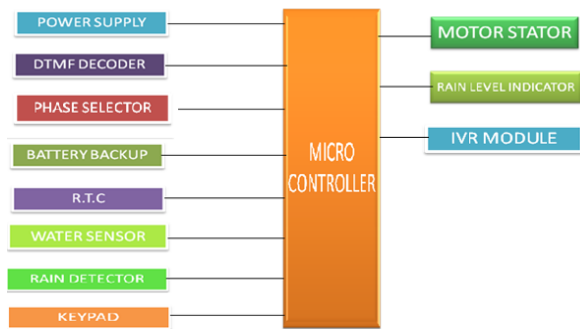 POWER SUPPLY
DTMF DECODER
PHASE SELECTOR
BATTERY BACKUP
R.T.C
WATER SENSOR
RAIN DETECTOR
KEYPAD
MICRO
CONTROLLER
MOTOR STATOR
RAIN LEVEL INDICATOR
IVR MODULE